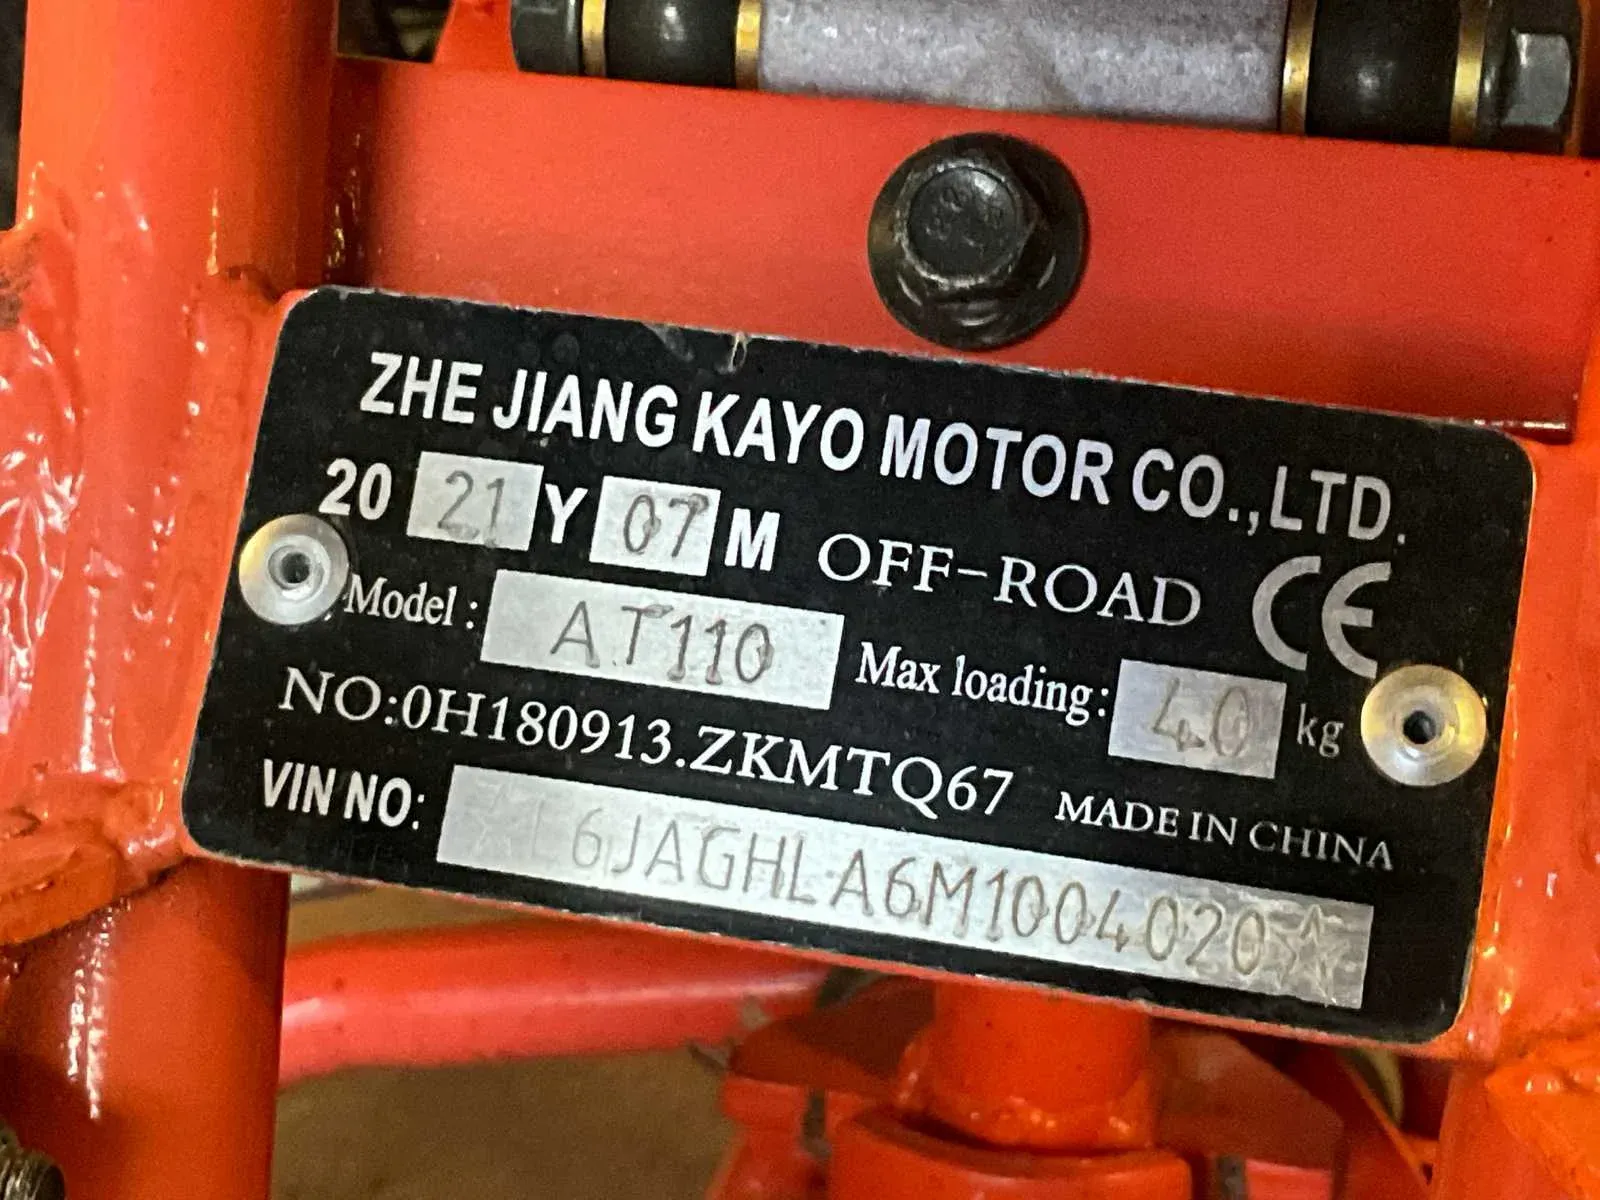 ZHE JIANG KAYO MOTOR CO.,LTD.
20 21 Y 07 M OFF-ROAD CE
Model: AT110 Max loading: 40 kg
NO:0H180913.ZKMTQ67 MADE IN CHINA
VIN NO: ☆L6JAGHLA6M1004020☆